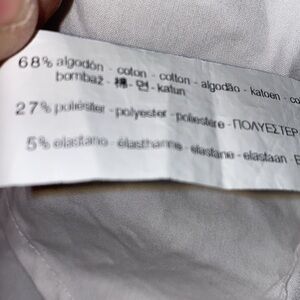 68% algodón - coton - cotton - algodão - katoen - co
bombaž - 棉 - 면 - katun
27% poliéster - polyester - poliestere - ΠΟΛΥΕΣΤΕΡ
5% elastano - élasthanne - elastane - elastaan - E